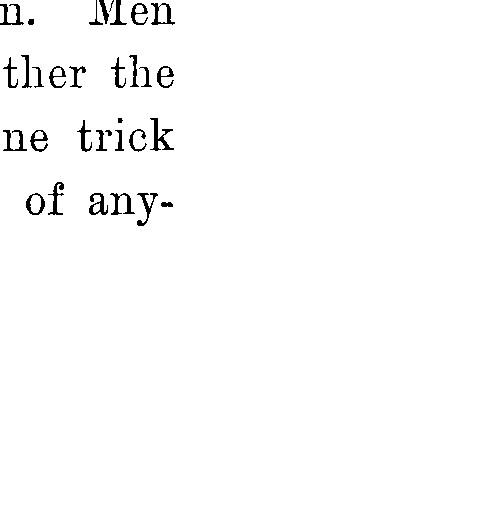 n. Men
ther the
ne trick
of any-